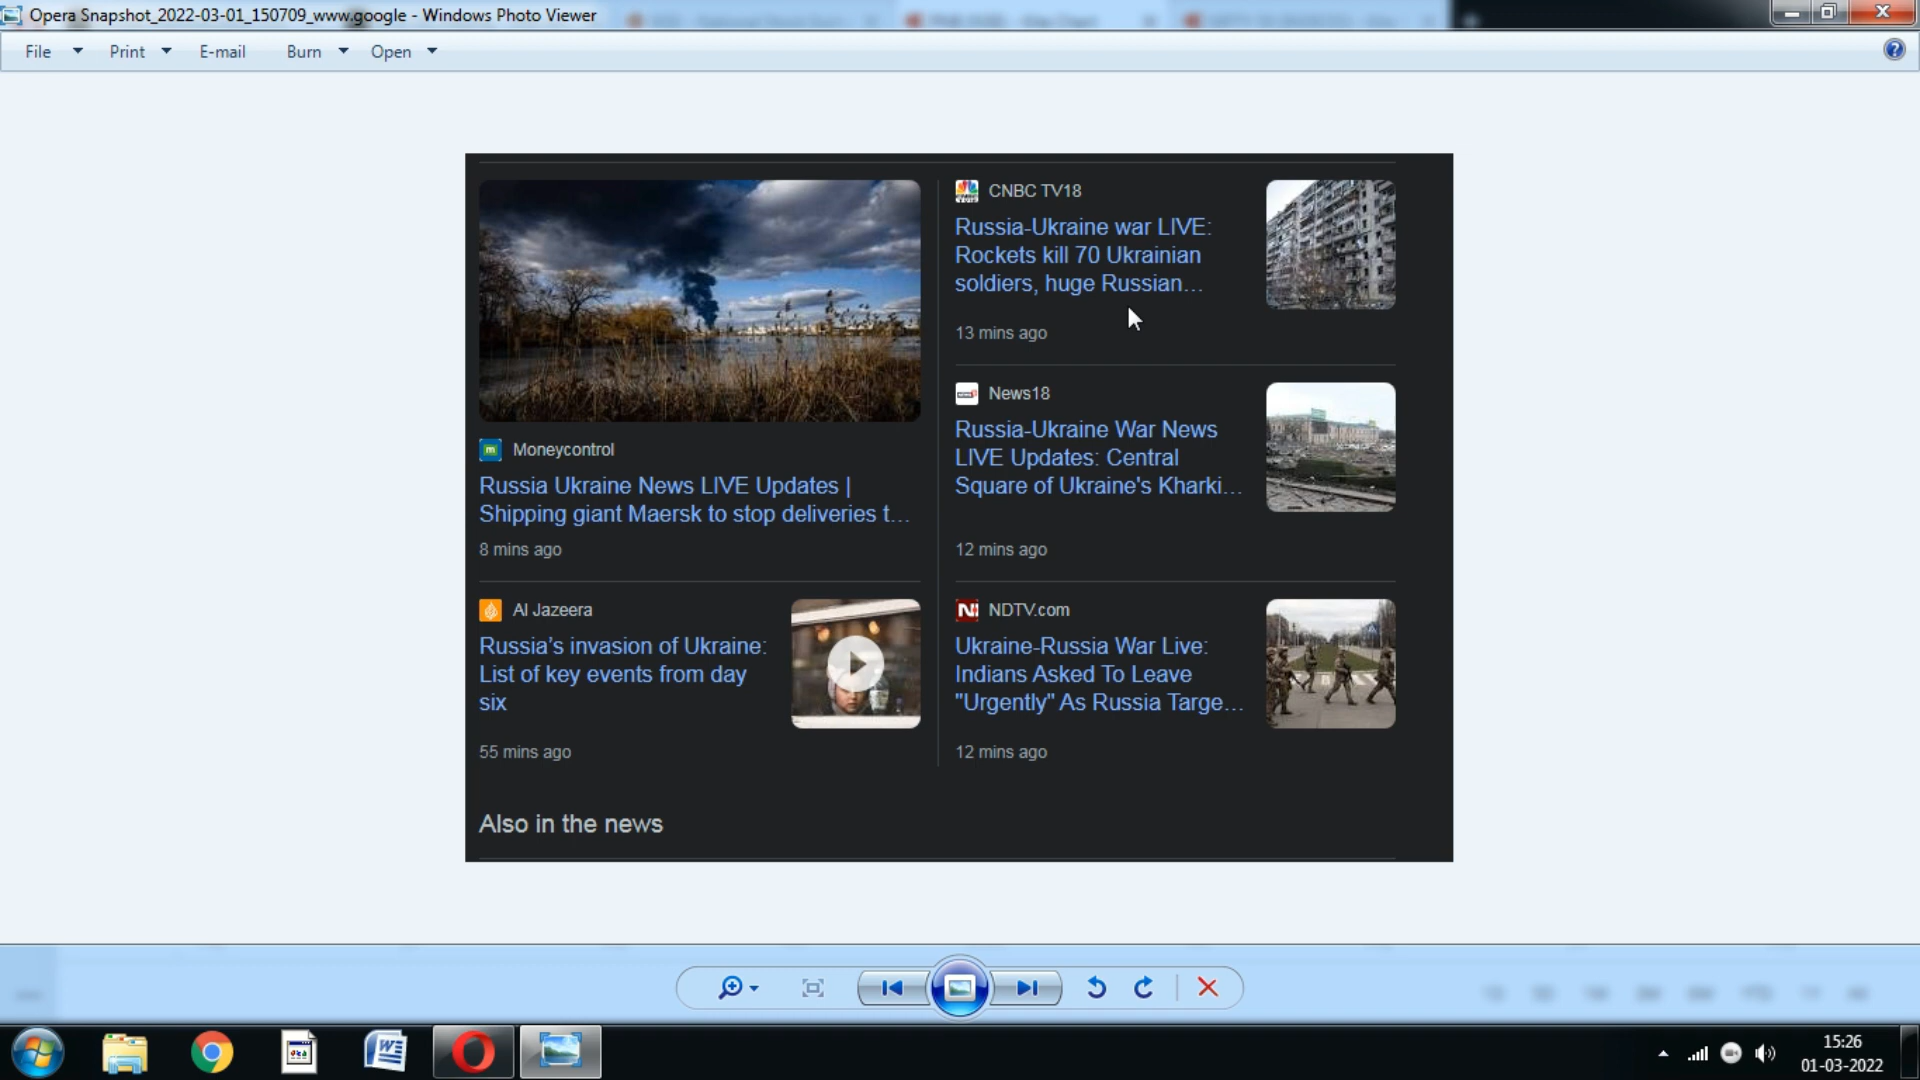 Opera Snapshot_2022-03-01_150709_www.google - Windows Photo Viewer
File Print E-mail Burn Open
CNBC TV18
Russia-Ukraine war LIVE:
Rockets kill 70 Ukrainian
soldiers, huge Russian...
13 mins ago
Moneycontrol
Russia Ukraine News LIVE Updates |
Shipping giant Maersk to stop deliveries t...
8 mins ago
News18
Russia-Ukraine War News
LIVE Updates: Central
Square of Ukraine's Kharki...
12 mins ago
Al Jazeera
Russia's invasion of Ukraine:
List of key events from day
six
55 mins ago
NDTV.com
Ukraine-Russia War Live:
Indians Asked To Leave
"Urgently" As Russia Targe...
12 mins ago
Also in the news
15:26
01-03-2022